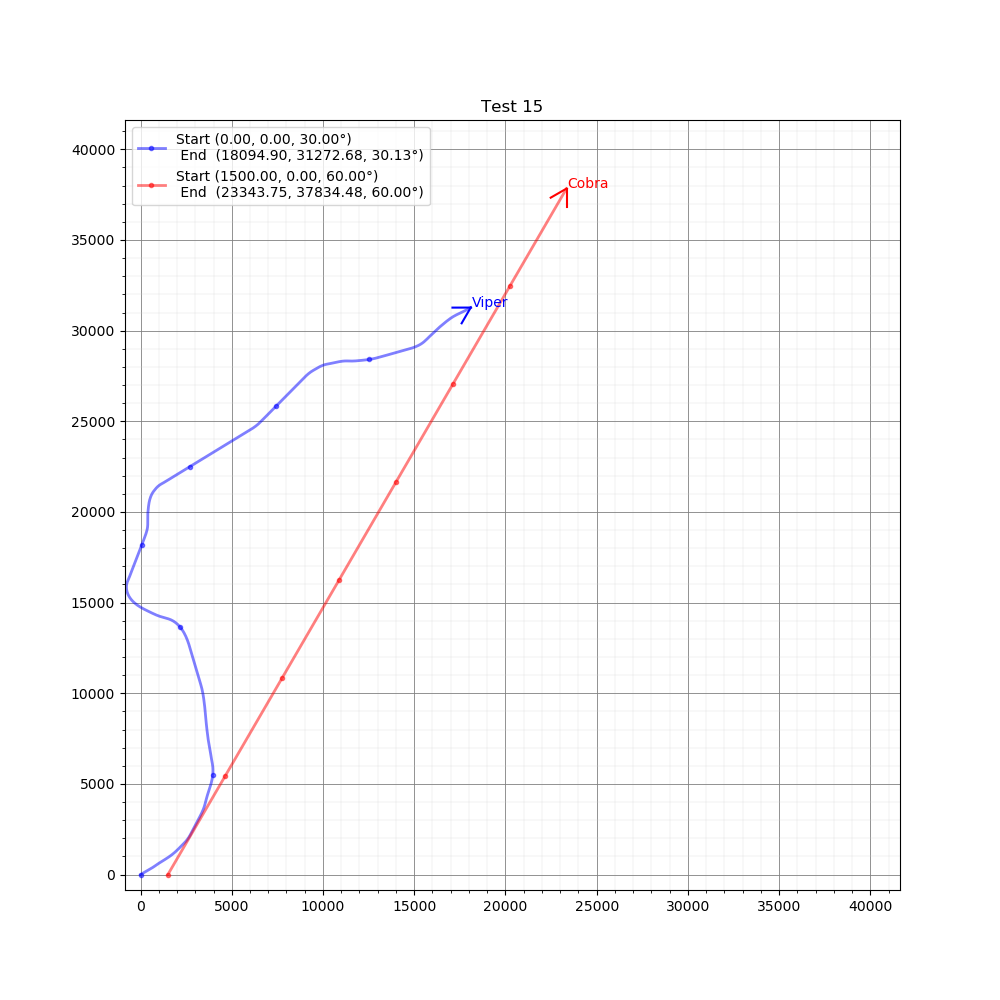 Test 15
Start (0.00, 0.00, 30.00°)
End (18094.90, 31272.68, 30.13°)
Start (1500.00, 0.00, 60.00°)
End (23343.75, 37834.48, 60.00°)
Cobra
Viper
40000
35000
30000
25000
20000
15000
10000
5000
0
0 5000 10000 15000 20000 25000 30000 35000 40000